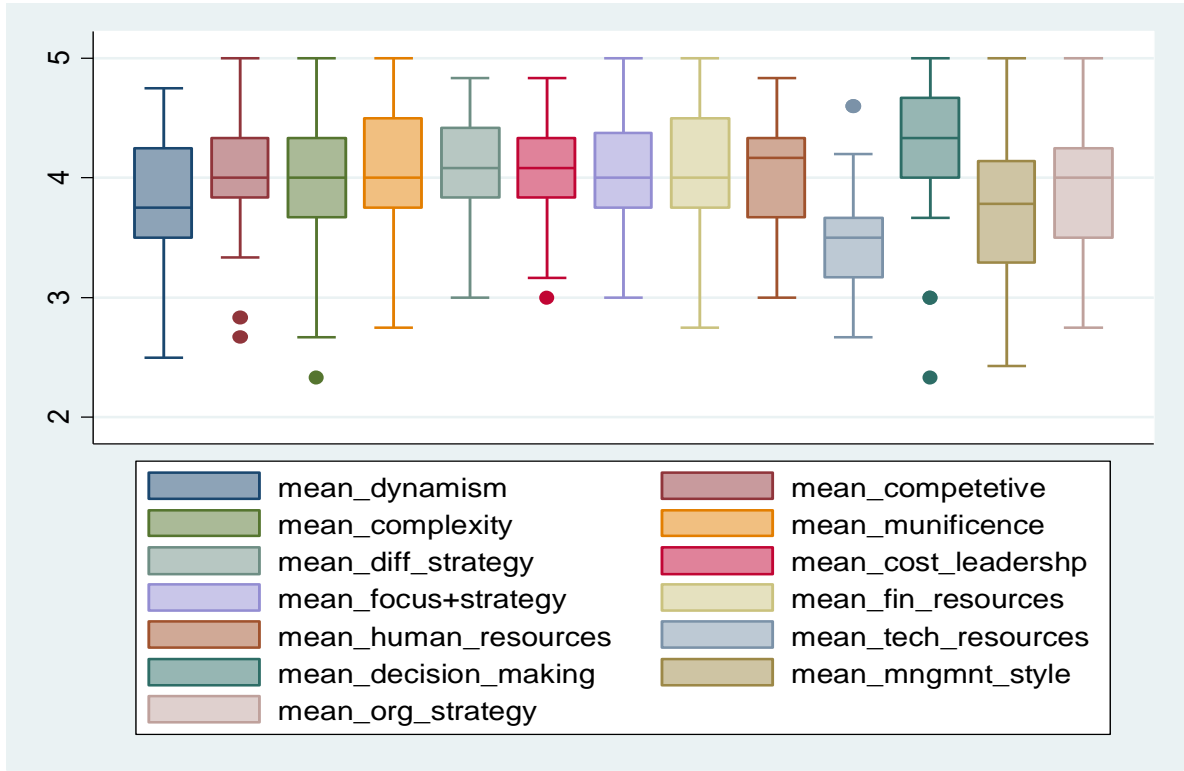 5
4
3
2
mean_dynamism mean_competetive
mean_complexity mean_munificence
mean_diff_strategy mean_cost_leadershp
mean_focus+strategy mean_fin_resources
mean_human_resources mean_tech_resources
mean_decision_making mean_mngmnt_style
mean_org_strategy